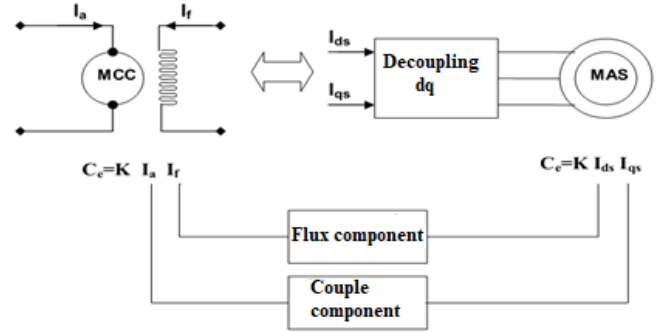 Ia
If
MCC
Ids
Iqs
Decoupling
dq
MAS
Ce=K Ia If
Ce=K Ids Iqs
Flux component
Couple
component